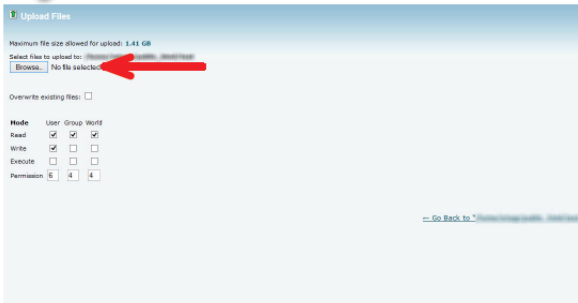 Upload Files
Maximum file size allowed for upload: 1.41 GB
Select files to upload to:
Browse.. No file selected
Overwrite existing files:
Mode User Group World
Read
Write
Execute
Permission 6 4 4
← Go Back to "